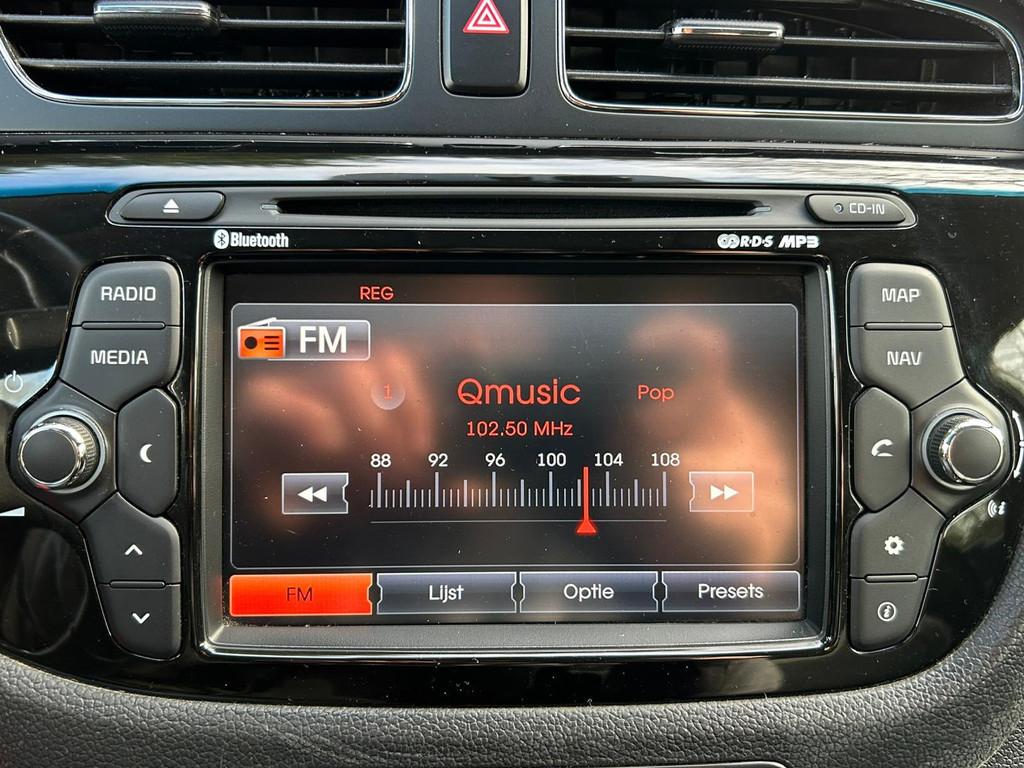 CD-IN
Bluetooth
R·D·S MP3
RADIO
MEDIA
MAP
NAV
REG
FM
1
Qmusic
Pop
102.50 MHz
88 92 96 100 104 108
FM
Lijst
Optie
Presets